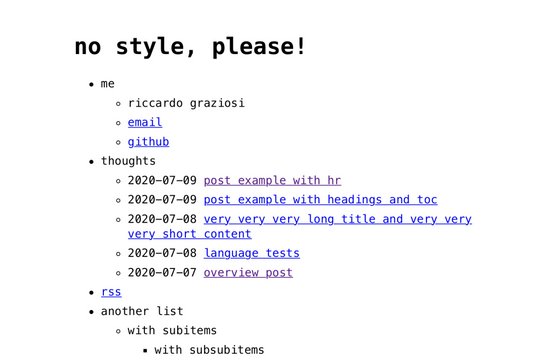 no style, please!
me
riccardo graziosi
email
github
thoughts
2020-07-09 post example with hr
2020-07-09 post example with headings and toc
2020-07-08 very very very long title and very very
very short content
2020-07-08 language tests
2020-07-07 overview post
rss
another list
with subitems
with subsubitems